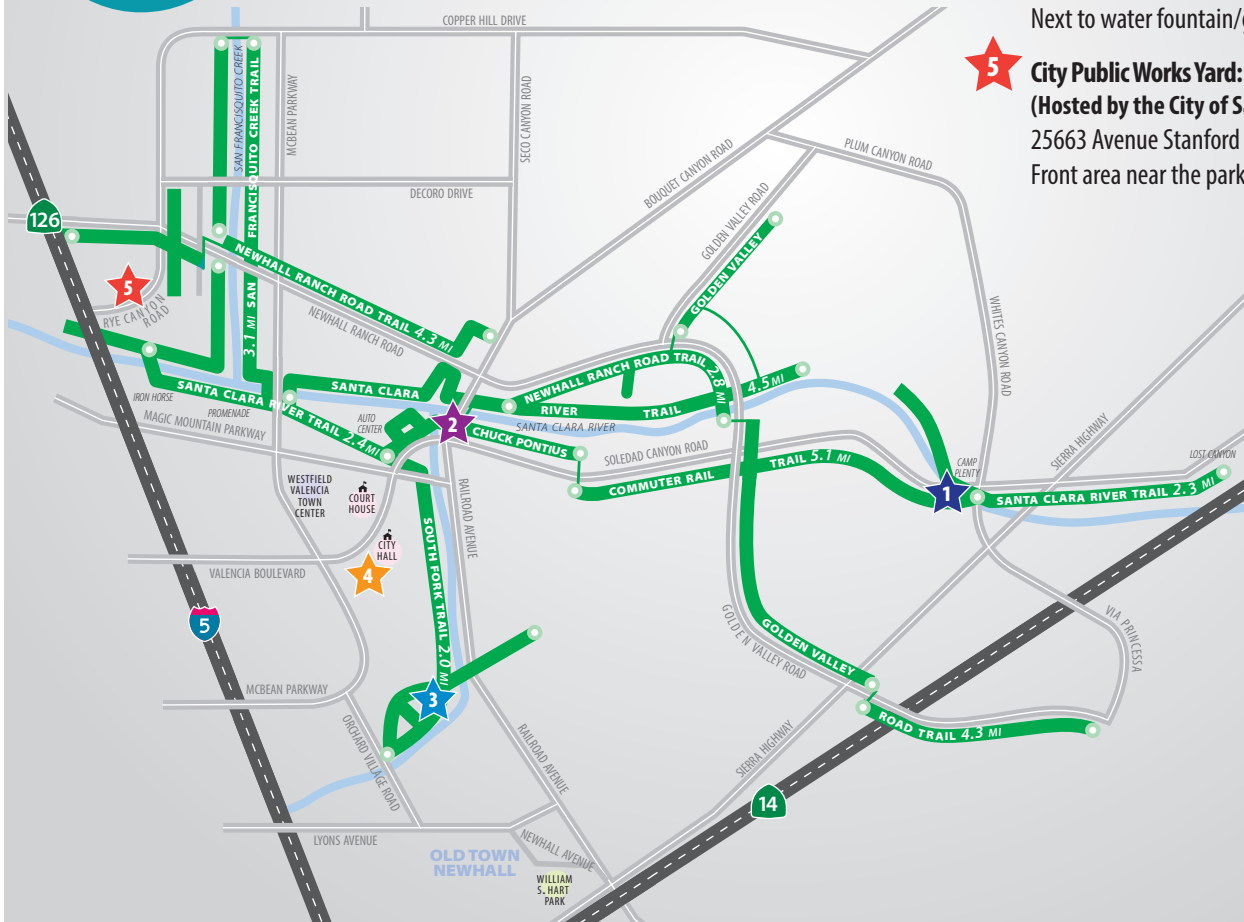 Next to water fountain/
5
City Public Works Yard:
(Hosted by the City of Sa
25663 Avenue Stanford
Front area near the park
COPPER HILL DRIVE
SAN FRANCISQUITO CREEK
3.1 MI SAN FRANCISQUITO CREEK TRAIL
MCBEAN PARKWAY
SECO CANYON ROAD
DECORO DRIVE
BOUQUET CANYON ROAD
PLUM CANYON ROAD
GOLDEN VALLEY ROAD
GOLDEN VALLEY
126
5
RYE CANYON
ROAD
NEWHALL RANCH ROAD TRAIL 4.3 MI
NEWHALL RANCH ROAD
WHITES CANYON ROAD
NEWHALL RANCH ROAD TRAIL 2.8 MI
SANTA CLARA
RIVER
TRAIL
4.5 MI
IRON HORSE
PROMENADE
SANTA CLARA RIVER TRAIL 2.4 MI
MAGIC MOUNTAIN PARKWAY
AUTO
CENTER
2
CHUCK PONTIUS
SANTA CLARA RIVER
SOLEDAD CANYON ROAD
COMMUTER RAIL
TRAIL 5.1 MI
SIERRA HIGHWAY
CAMP
PLENTY
LOST CANYON
1
SANTA CLARA RIVER TRAIL 2.3 MI
WESTFIELD
VALENCIA
TOWN
CENTER
COURT
HOUSE
CITY
HALL
4
RAILROAD AVENUE
SOUTH FORK TRAIL 2.0 MI
VALENCIA BOULEVARD
5
3
MCBEAN PARKWAY
ORCHARD VILLAGE ROAD
RAILROAD AVENUE
GOLDEN VALLEY ROAD
GOLDEN VALLEY
ROAD TRAIL 4.3 MI
VIA PRINCESSA
SIERRA HIGHWAY
14
LYONS AVENUE
OLD TOWN
NEWHALL
NEWHALL AVENUE
WILLIAM
S. HART
PARK